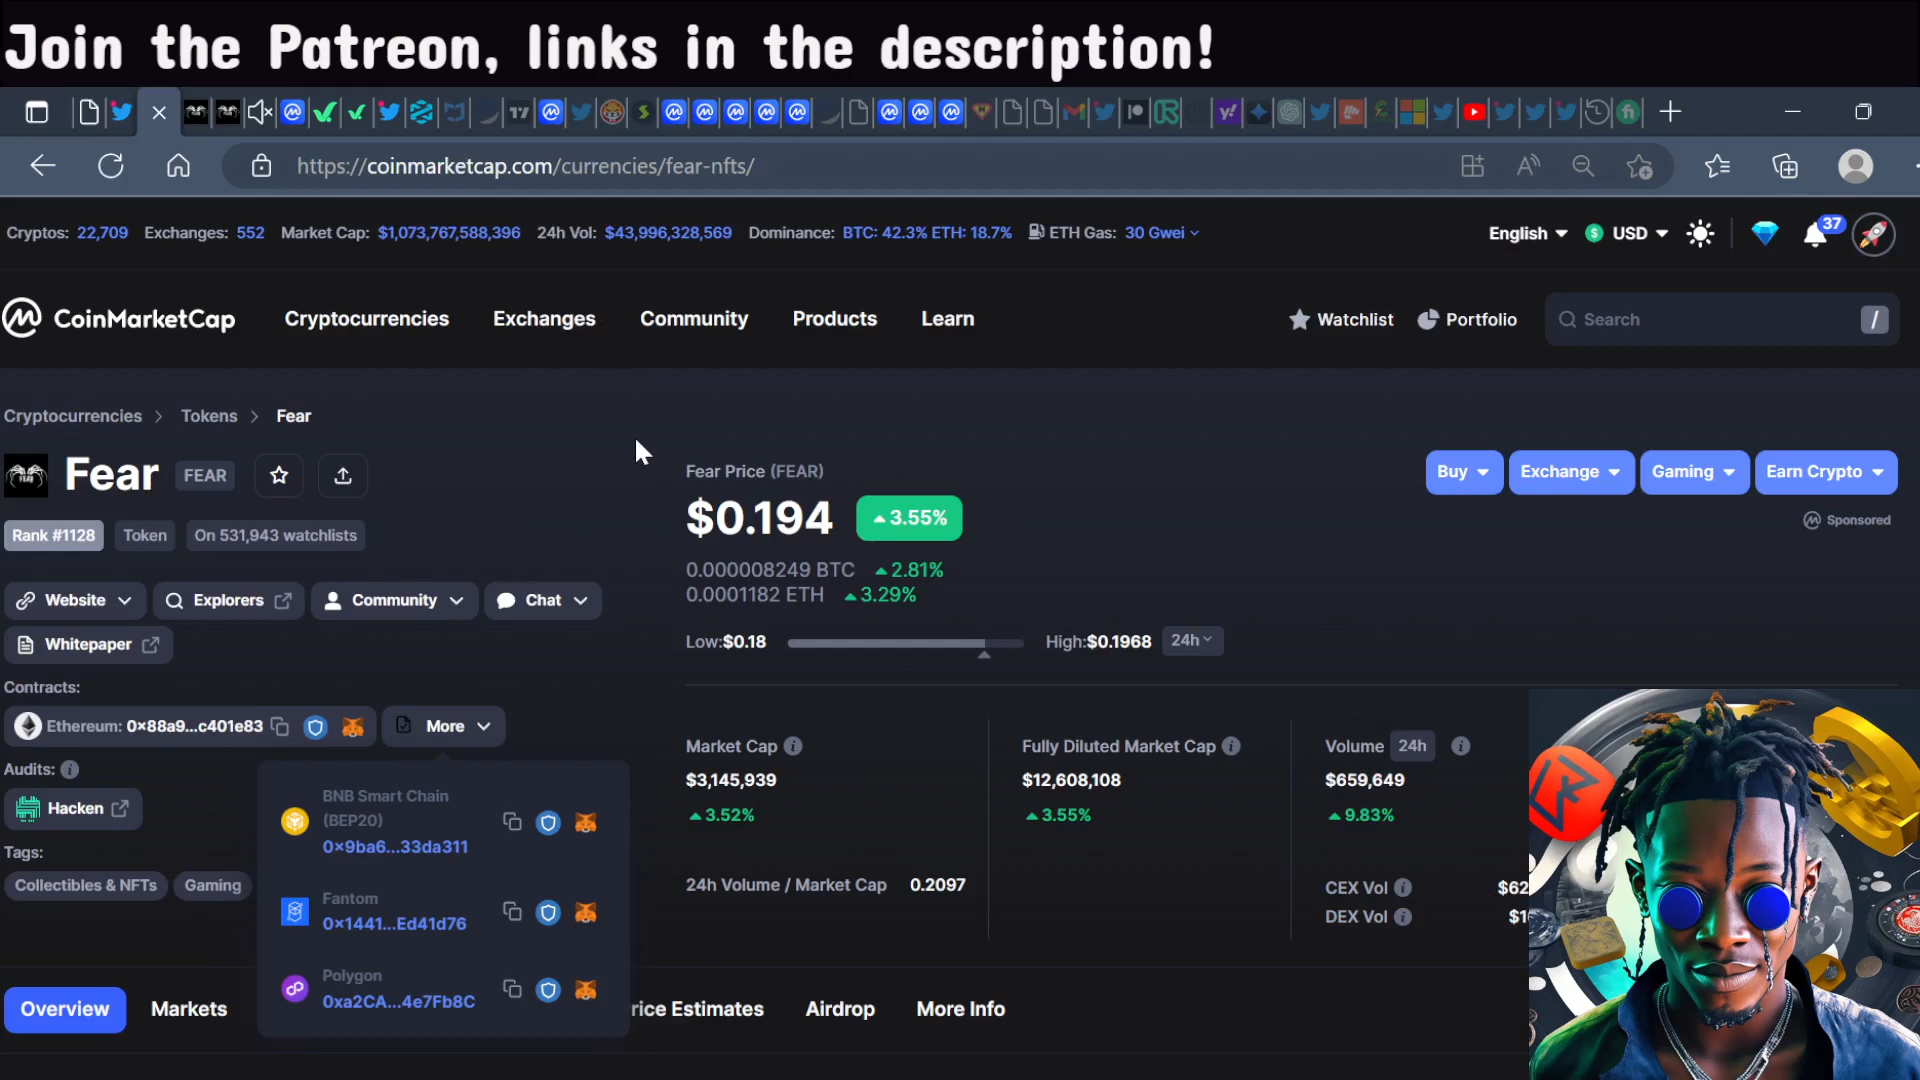 Join the Patreon, links in the description!
https://coinmarketcap.com/currencies/fear-nfts/
Cryptos: 22,709 Exchanges: 552 Market Cap: $1,073,767,588,396 24h Vol: $43,996,328,569 Dominance: BTC: 42.3% ETH: 18.7% ETH Gas: 30 Gwei
English USD 37
CoinMarketCap Cryptocurrencies Exchanges Community Products Learn Watchlist Portfolio Search /
Cryptocurrencies > Tokens > Fear
Fear FEAR
Rank #1128 Token On 531,943 watchlists
Website Explorers Community Chat
Whitepaper
Contracts:
Ethereum: 0x88a9...c401e83 More
Audits:
Hacken
Tags:
Collectibles & NFTs Gaming
BNB Smart Chain
(BEP20)
0x9ba6...33da311
Fantom
0x1441...Ed41d76
Polygon
0xa2CA...4e7Fb8C
Fear Price (FEAR)
$0.194 3.55%
0.000008249 BTC 2.81%
0.0001182 ETH 3.29%
Low:$0.18 High:$0.1968 24h
Buy Exchange Gaming Earn Crypto
Sponsored
Market Cap
$3,145,939
3.52%
24h Volume / Market Cap 0.2097
Fully Diluted Market Cap
$12,608,108
3.55%
Volume 24h
$659,649
9.83%
CEX Vol $62
DEX Vol $1
Overview Markets rice Estimates Airdrop More Info